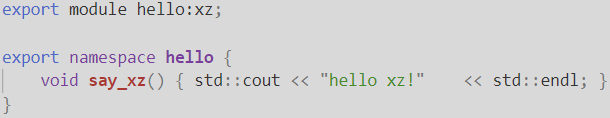 export module hello:xz;
export namespace hello {
    void say_xz() { std::cout << "hello xz!"    << std::endl; }
}